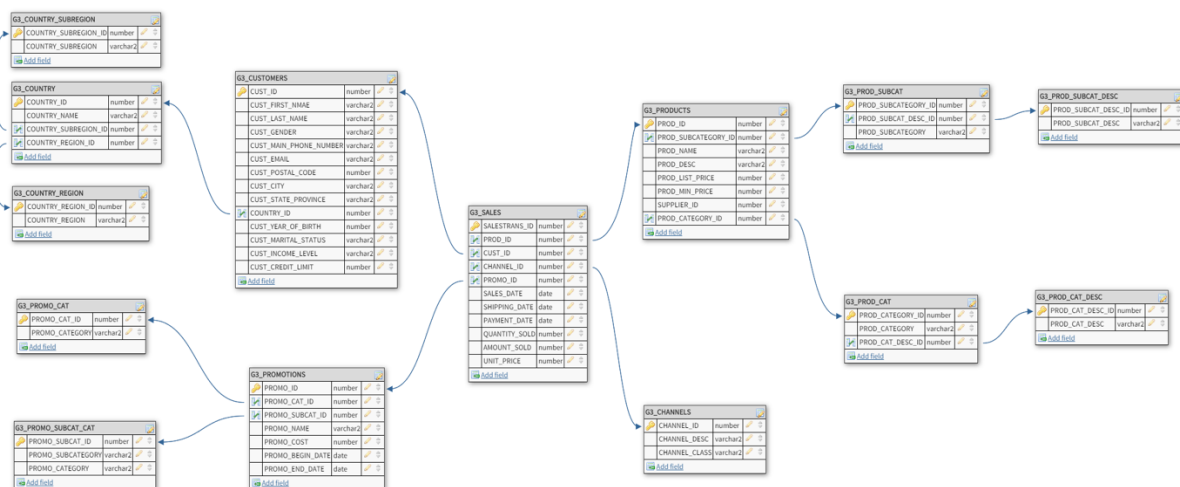 G3_COUNTRY_SUBREGION
COUNTRY_SUBREGION_ID number
COUNTRY_SUBREGION varchar2
Add field
G3_COUNTRY
COUNTRY_ID number
COUNTRY_NAME varchar2
COUNTRY_SUBREGION_ID number
COUNTRY_REGION_ID number
Add field
G3_COUNTRY_REGION
COUNTRY_REGION_ID number
COUNTRY_REGION varchar2
Add field
G3_PROMO_CAT
PROMO_CAT_ID number
PROMO_CATEGORY varchar2
Add field
G3_PROMO_SUBCAT_CAT
PROMO_SUBCAT_ID number
PROMO_SUBCATEGORY varchar2
PROMO_CATEGORY varchar2
Add field
G3_CUSTOMERS
CUST_ID number
CUST_FIRST_NMAE varchar2
CUST_LAST_NAME varchar2
CUST_GENDER varchar2
CUST_MAIN_PHONE_NUMBER varchar2
CUST_EMAIL varchar2
CUST_POSTAL_CODE number
CUST_CITY varchar2
CUST_STATE_PROVINCE varchar2
COUNTRY_ID number
CUST_YEAR_OF_BIRTH number
CUST_MARITAL_STATUS varchar2
CUST_INCOME_LEVEL varchar2
CUST_CREDIT_LIMIT number
Add field
G3_PROMOTIONS
PROMO_ID number
PROMO_CAT_ID number
PROMO_SUBCAT_ID number
PROMO_NAME varchar2
PROMO_COST number
PROMO_BEGIN_DATE date
PROMO_END_DATE date
Add field
G3_SALES
SALESTRANS_ID number
PROD_ID number
CUST_ID number
CHANNEL_ID number
PROMO_ID number
SALES_DATE date
SHIPPING_DATE date
PAYMENT_DATE date
QUANTITY_SOLD number
AMOUNT_SOLD number
UNIT_PRICE number
Add field
G3_PRODUCTS
PROD_ID number
PROD_SUBCATEGORY_ID number
PROD_NAME varchar2
PROD_DESC varchar2
PROD_LIST_PRICE number
PROD_MIN_PRICE number
SUPPLIER_ID number
PROD_CATEGORY_ID number
Add field
G3_CHANNELS
CHANNEL_ID number
CHANNEL_DESC varchar2
CHANNEL_CLASS varchar2
Add field
G3_PROD_SUBCAT
PROD_SUBCATEGORY_ID number
PROD_SUBCAT_DESC_ID number
PROD_SUBCATEGORY varchar2
Add field
G3_PROD_CAT
PROD_CATEGORY_ID number
PROD_CATEGORY varchar2
PROD_CAT_DESC_ID number
Add field
G3_PROD_SUBCAT_DESC
PROD_SUBCAT_DESC_ID number
PROD_SUBCAT_DESC varchar2
Add field
G3_PROD_CAT_DESC
PROD_CAT_DESC_ID number
PROD_CAT_DESC varchar2
Add field